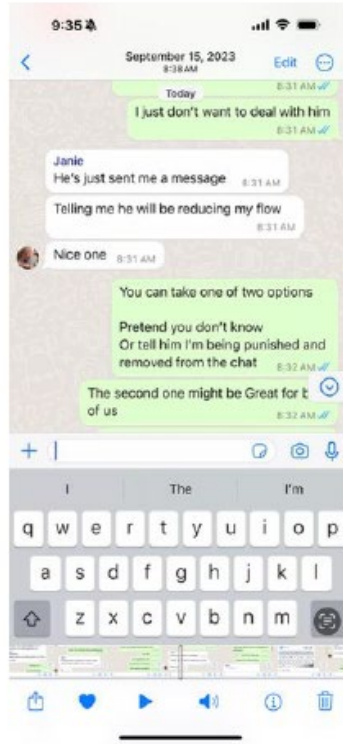 9:35
September 15, 2023
8:38 AM
Edit
8:31 AM
Today
I just don't want to deal with him
8:31 AM
Janie
He's just sent me a message 8:31 AM
Telling me he will be reducing my flow
8:31 AM
Nice one 8:31 AM
You can take one of two options
Pretend you don't know
Or tell him I'm being punished and
removed from the chat 8:32 AM
The second one might be Great for b
of us 8:32 AM
I The I'm
q w e r t y u i o p
a s d f g h j k l
z x c v b n m